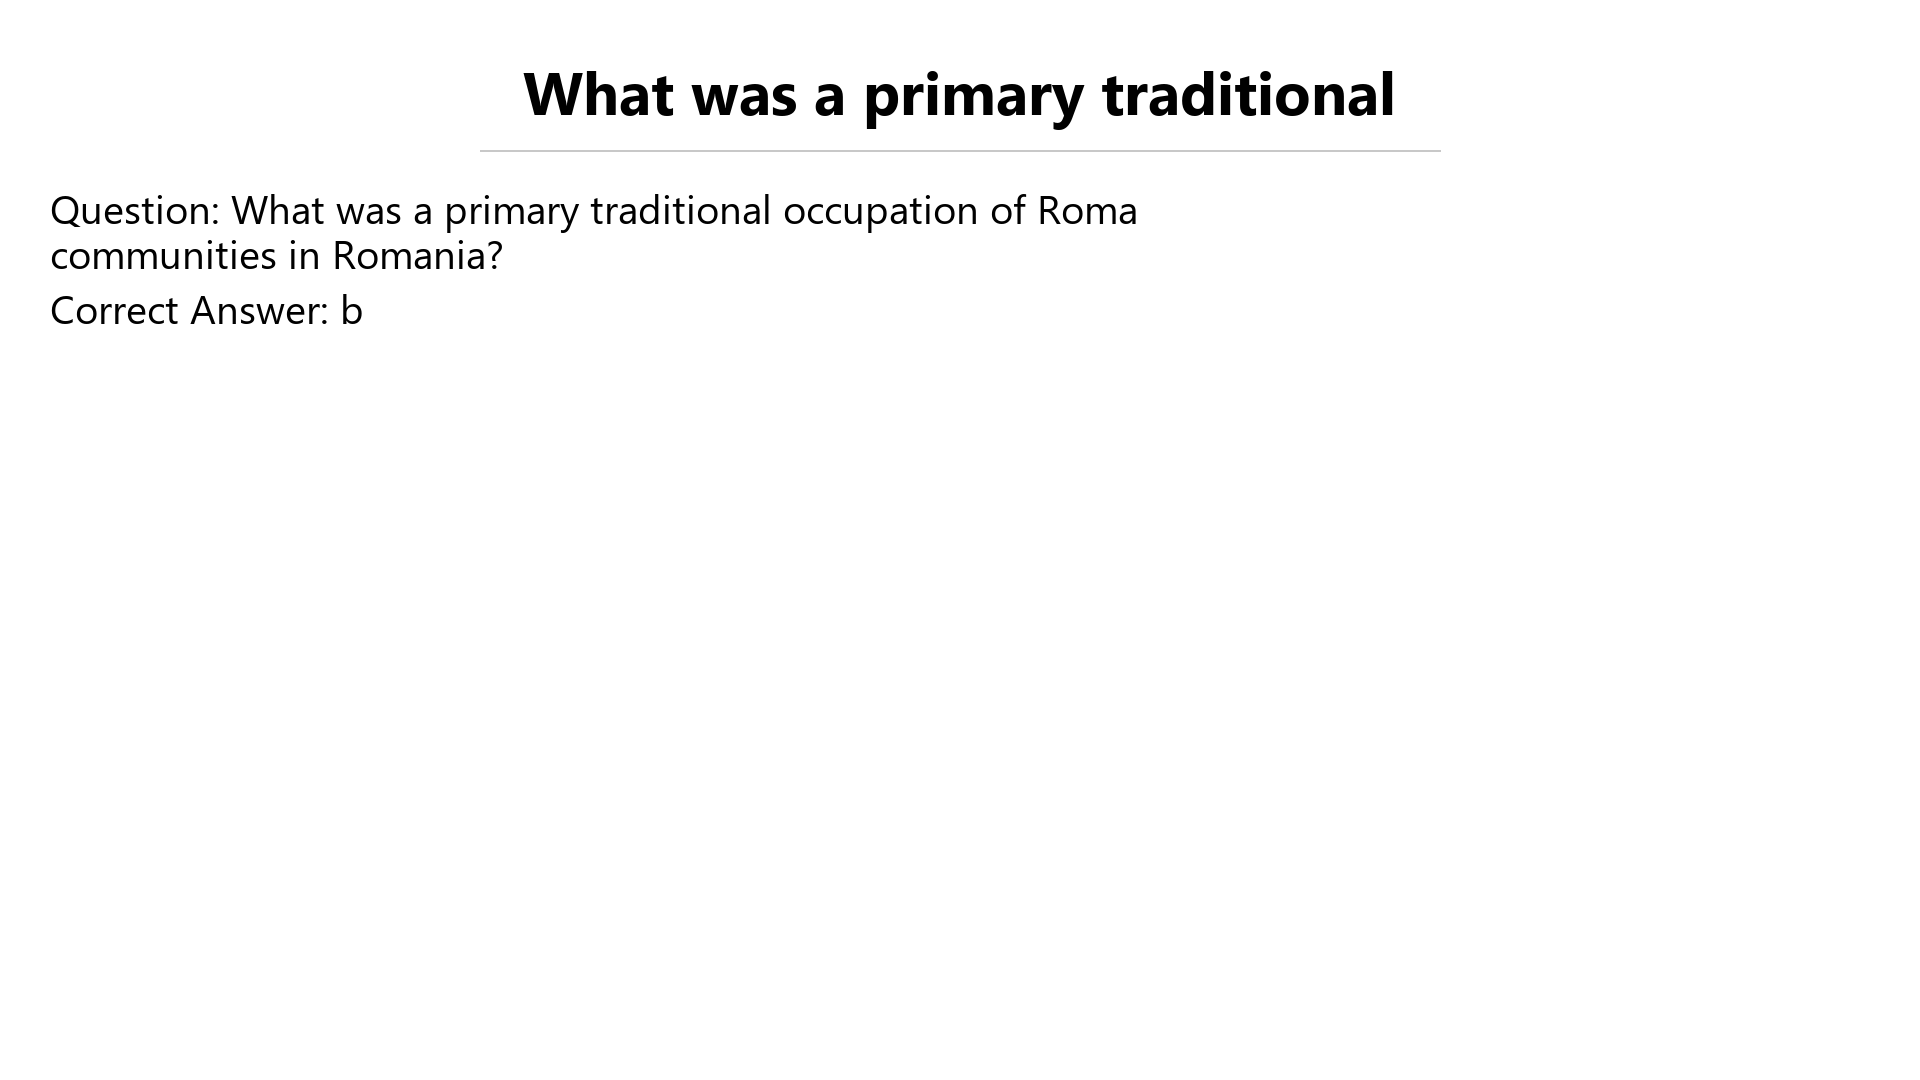 What was a primary traditional
Question: What was a primary traditional occupation of Roma
communities in Romania?
Correct Answer: b